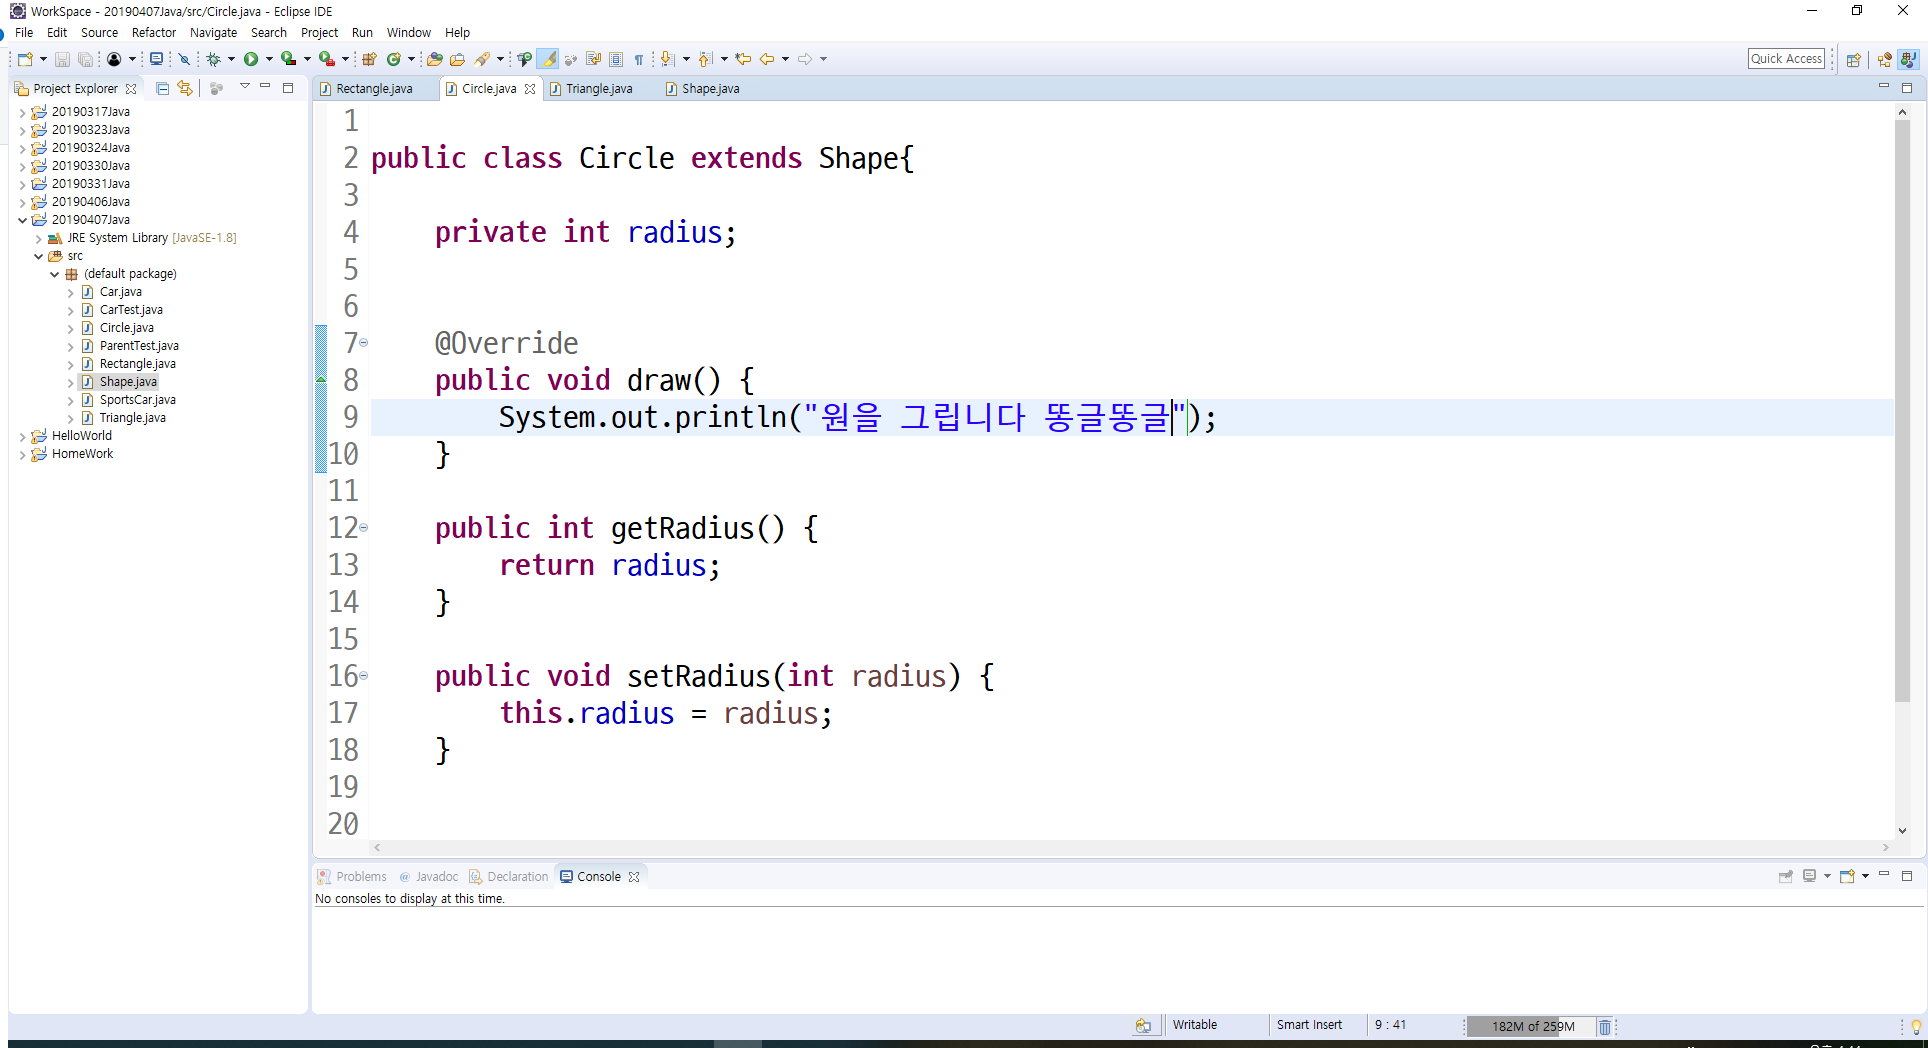 WorkSpace - 20190407Java/src/Circle.java - Eclipse IDE
File Edit Source Refactor Navigate Search Project Run Window Help
Quick Access
Project Explorer
Rectangle.java Circle.java Triangle.java Shape.java
20190317Java
20190323Java
20190324Java
20190330Java
20190331Java
20190406Java
20190407Java
JRE System Library [JavaSE-1.8]
src
(default package)
Car.java
CarTest.java
Circle.java
ParentTest.java
Rectangle.java
Shape.java
SportsCar.java
Triangle.java
HelloWorld
HomeWork
1
2 public class Circle extends Shape{
3
4 private int radius;
5
6
7 @Override
8 public void draw() {
9 System.out.println("원을 그립니다 똥글똥글");
10 }
11
12 public int getRadius() {
13 return radius;
14 }
15
16 public void setRadius(int radius) {
17 this.radius = radius;
18 }
19
20
Problems @ Javadoc Declaration Console
No consoles to display at this time.
Writable Smart Insert 9 : 41 182M of 259M